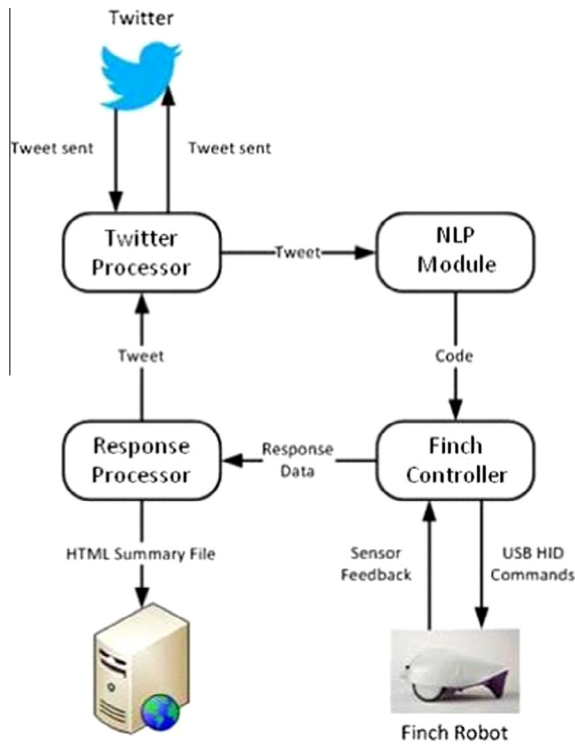 Twitter
Tweet sent
Tweet sent
Twitter
Processor
Tweet
NLP
Module
Tweet
Code
Response
Processor
Response
Data
Finch
Controller
HTML Summary File
Sensor
Feedback
USB HID
Commands
Finch Robot